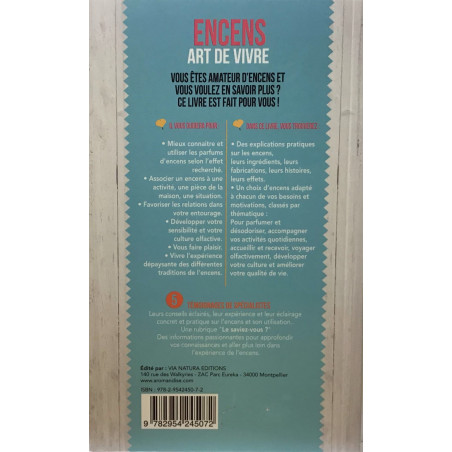 ENCENS
ART DE VIVRE
VOUS ÊTES AMATEUR D'ENCENS ET
VOUS VOULEZ EN SAVOIR PLUS ?
CE LIVRE EST FAIT POUR VOUS !
• Mieux connaitre et
utiliser les parfums
d'encens selon l'effet
recherché.
• Associer un encens à une
activité, une pièce de la
maison, une situation.
• Favoriser les relations dans
votre entourage.
• Développer votre
sensibilité et votre
culture olfactive.
• Vous faire plaisir.
• Vivre l'expérience
dépaysante des différentes
traditions de l'encens.
DANS CE LIVRE, VOUS
• Des explications pratiques
sur les encens,
leurs ingrédients, leurs
fabrications, leurs histoires,
leurs effets.
• Un choix d'encens adapté
à chacun de vos besoins et
motivations, classés par
thématique :
Pour parfumer et
désodoriser, accompagner
vos activités quotidiennes,
accueillir et recevoir, voyager
olfactivement, développer
votre culture et améliorer
votre qualité de vie.
5
Leurs conseils éclairés, leur expérience et leur éclairage
concret et pratique sur l'encens et son utilisation.
Une rubrique "Le saviez-vous ?"
Des informations passionnantes pour approfondir
vos connaissances et aller plus loin dans
l'expérience de l'encens.
Édité par : VIA NATURA EDITIONS
140 rue des Walkyries - ZAC Parc Eureka - 34000 Montpellier.
ISBN : 978-2-9542450-7-2
9 782954 245072